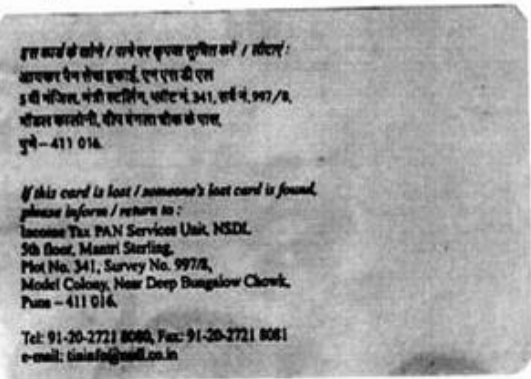 इस कार्ड के खोने / पाने पर कृपया सूचित करें / लौटाएं :
आयकर पैन सेवा इकाई, एन एस डी एल
5 वी मंजिल, मंत्री स्टर्लिंग, प्लॉट नं. 341, सर्वे नं. 997/8,
मॉडल कालोनी, दीप बंगला चौक के पास,
पुणे – 411 016.
If this card is lost / someone's lost card is found,
please inform / return to :
Income Tax PAN Services Unit, NSDL
5th floor, Mantri Sterling,
Plot No. 341, Survey No. 997/8,
Model Colony, Near Deep Bungalow Chowk,
Pune – 411 016.
Tel: 91-20-2721 8080, Fax: 91-20-2721 8081
e-mail: tininfo@nsdl.co.in